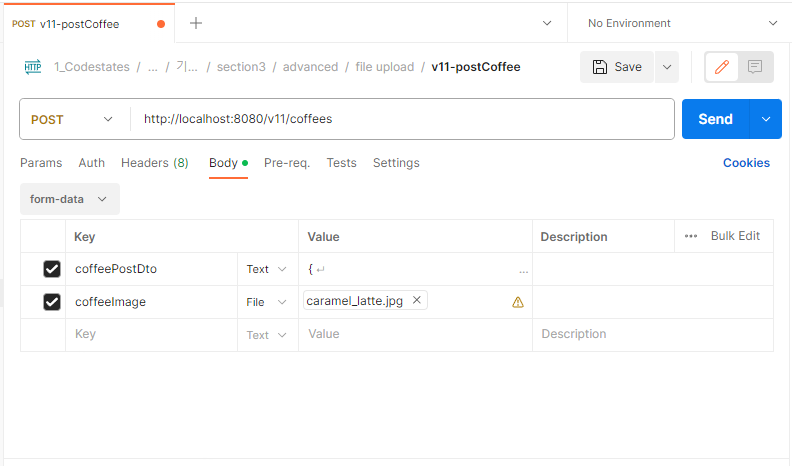 POST v11-postCoffee
No Environment
HTTP 1_Codestates / ... / 기... / section3 / advanced / file upload / v11-postCoffee
Save
POST http://localhost:8080/v11/coffees Send
Params Auth Headers (8) Body Pre-req. Tests Settings Cookies
form-data
Key Value Description ••• Bulk Edit
coffeePostDto Text { ↵ ...
coffeeImage File caremel_latte.jpg ×
Key Text Value Description